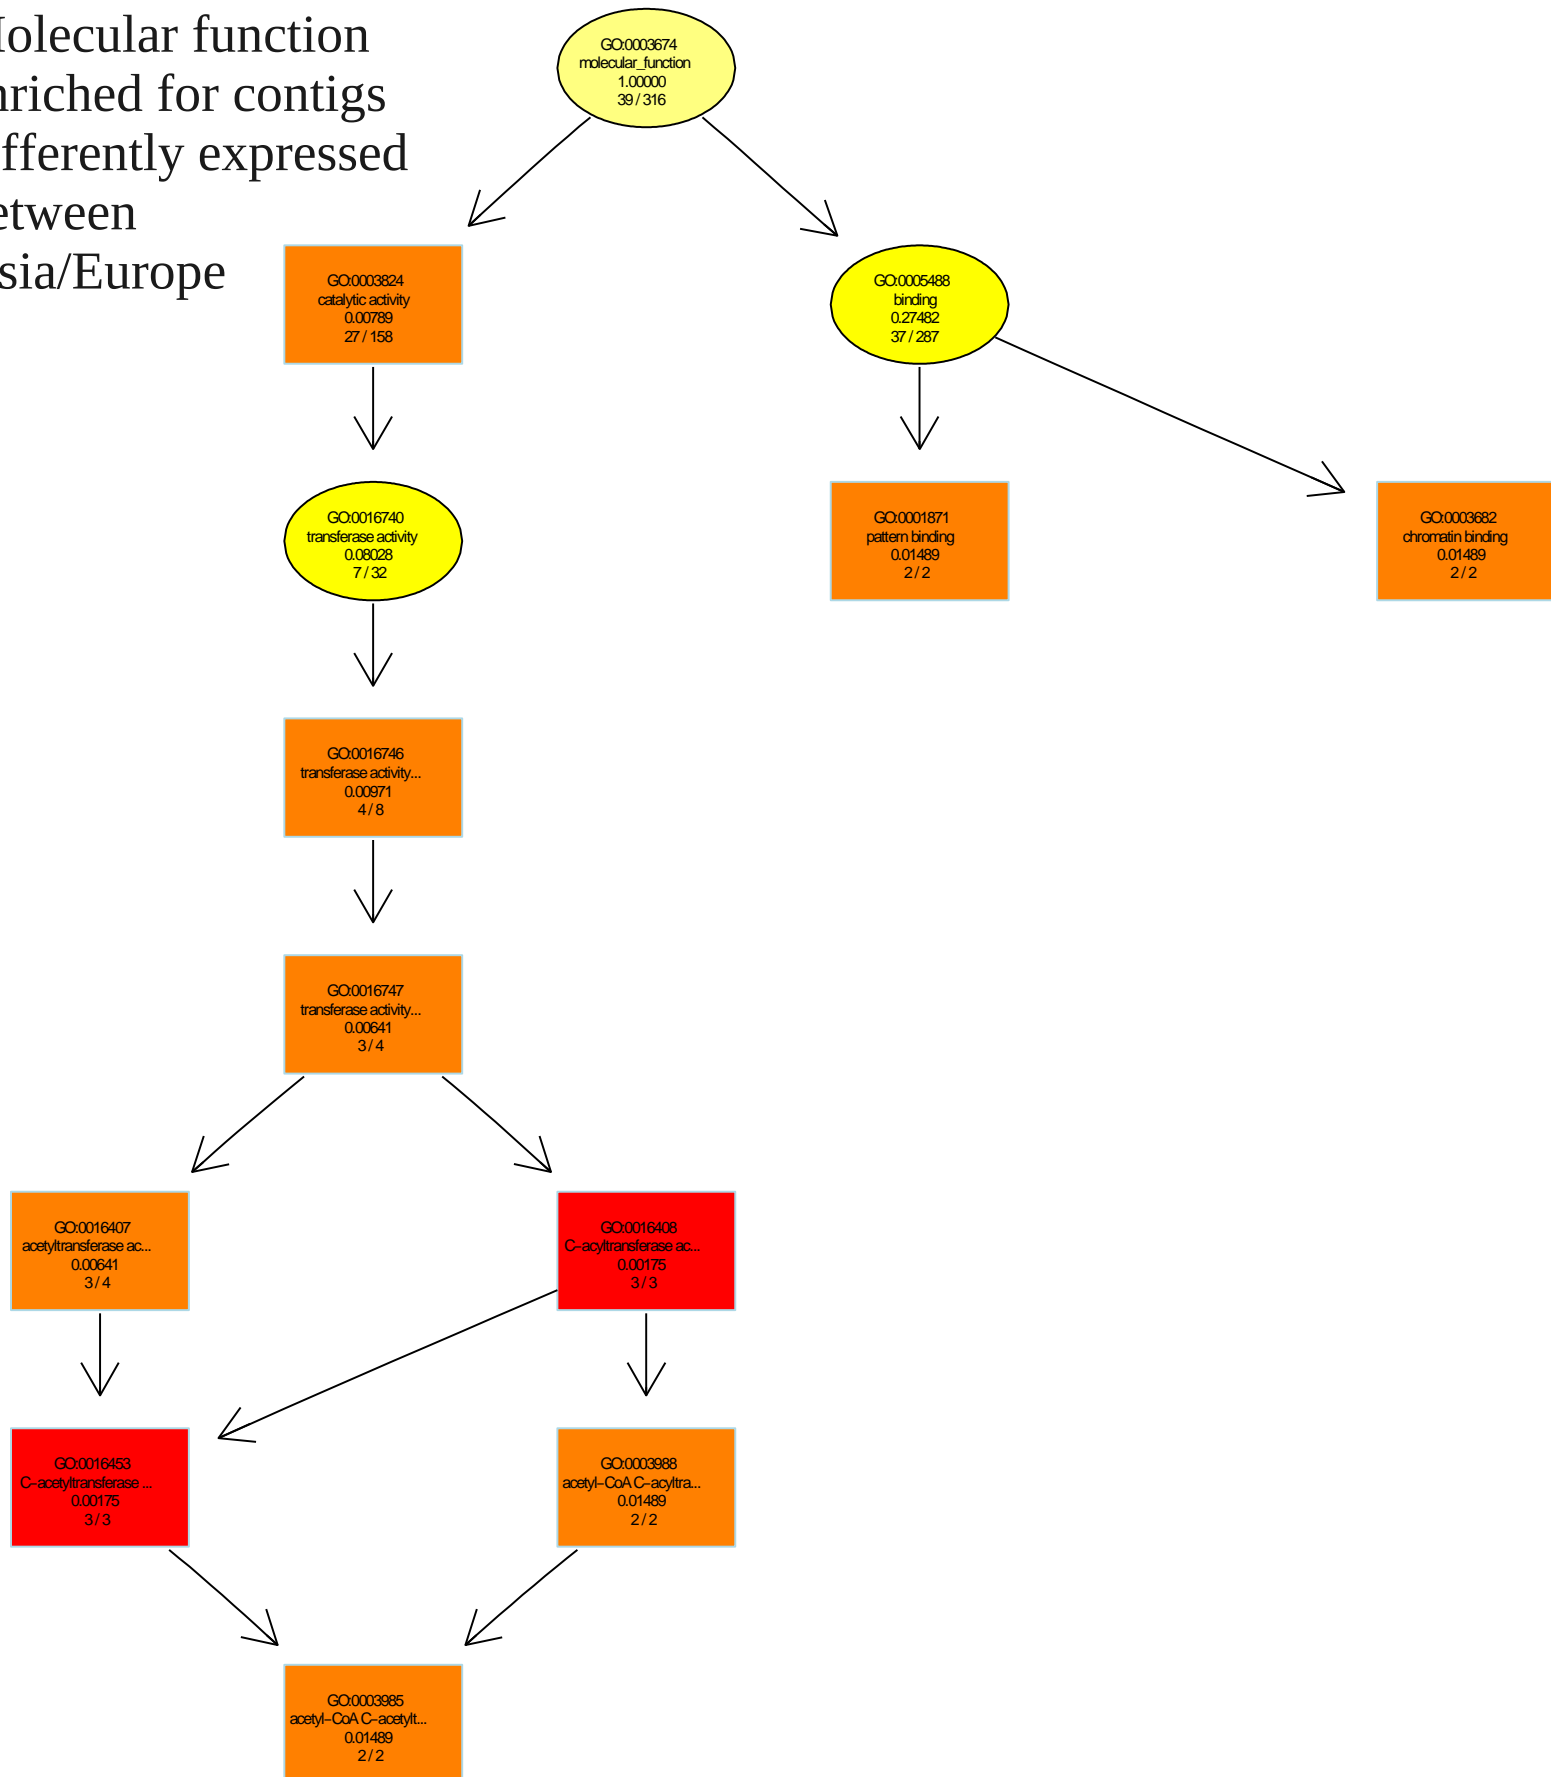 olecular function
nriched for contigs
fferently expressed
etween
sia/Europe
GO:0003674
molecular_function
1.00000
39 / 316
GO:0003824
catalytic activity
0.00789
27 / 158
GO:0005488
binding
0.27482
37 / 287
GO:0016740
transferase activity
0.08028
7 / 32
GO:0001871
pattern binding
0.01489
2 / 2
GO:0003682
chromatin binding
0.01489
2 / 2
GO:0016746
transferase activity...
0.00971
4 / 8
GO:0016747
transferase activity...
0.00641
3 / 4
GO:0016407
acetyltransferase ac...
0.00641
3 / 4
GO:0016408
C−acyltransferase ac...
0.00175
3 / 3
GO:0016453
C−acetyltransferase ...
0.00175
3 / 3
GO:0003988
acetyl−CoA C−acyltra...
0.01489
2 / 2
GO:0003985
acetyl−CoA C−acetylt...
0.01489
2 / 2